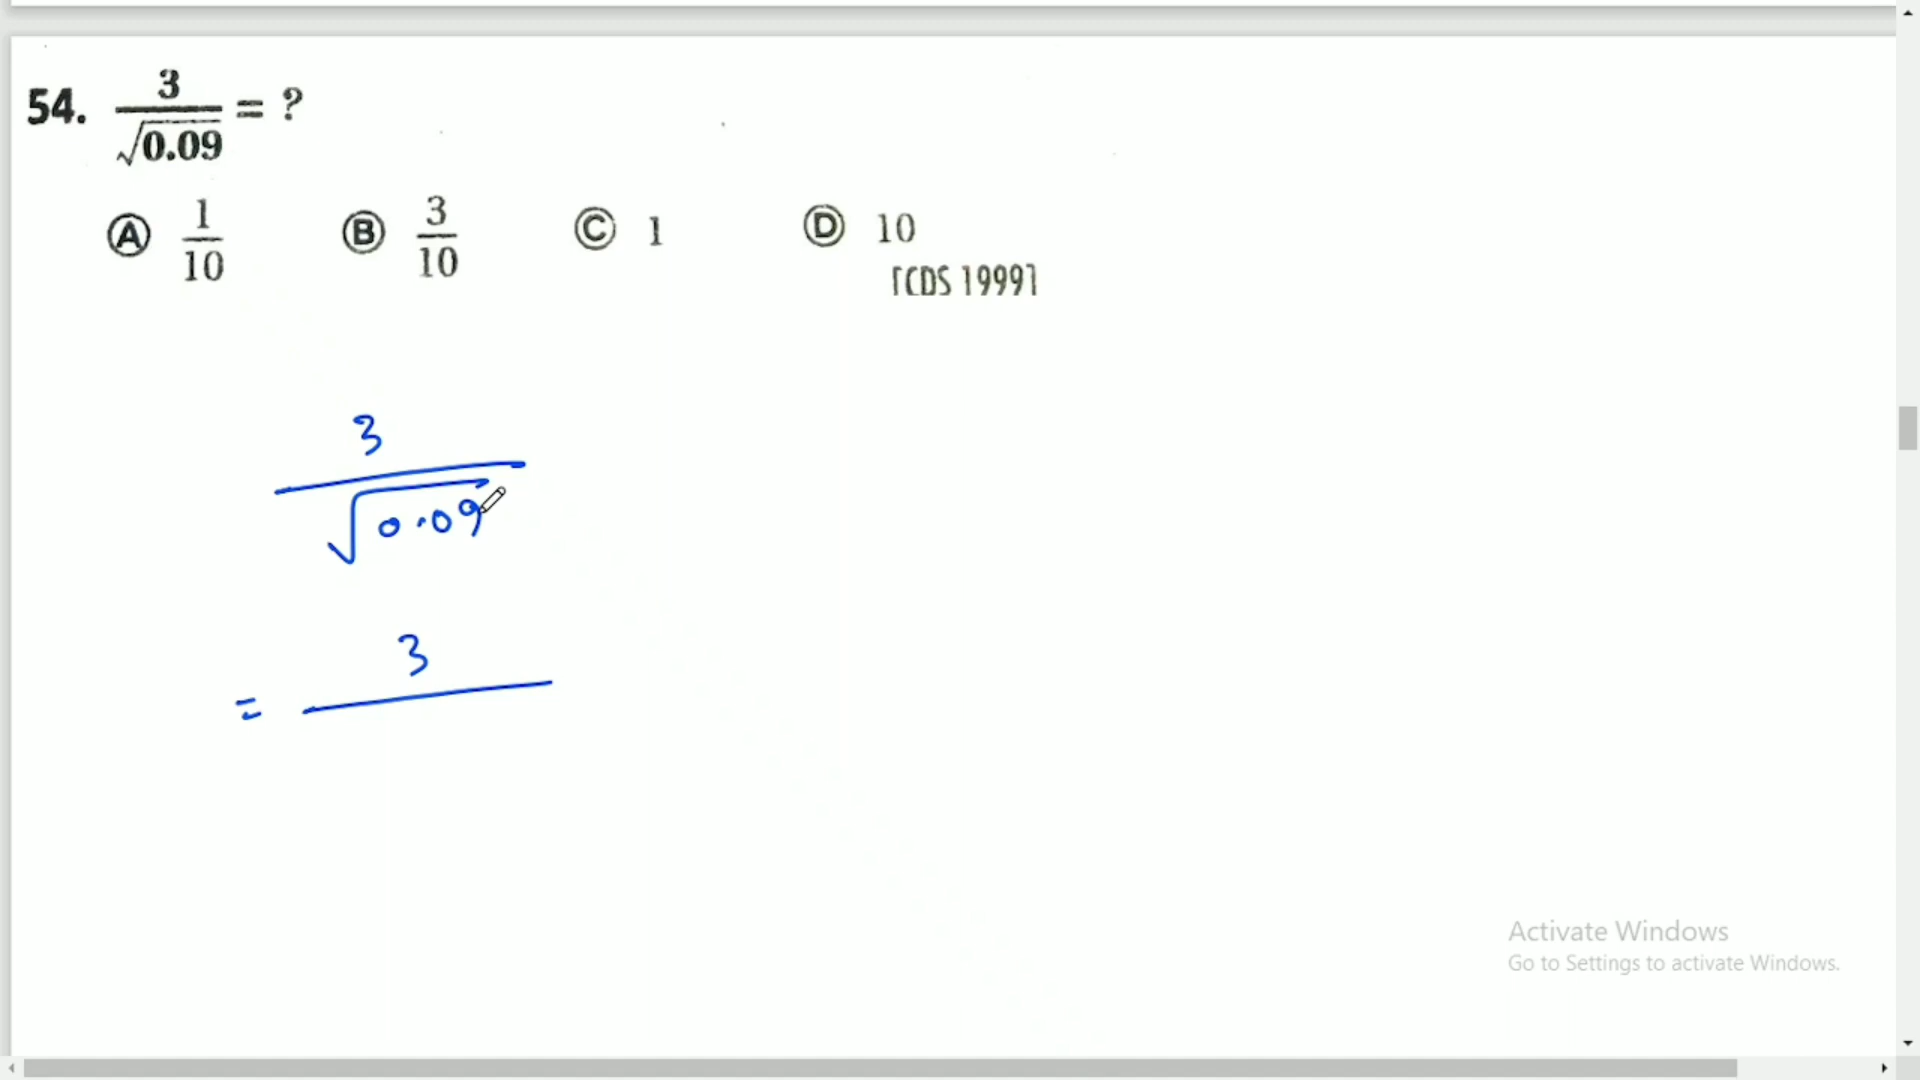 54. 3/√0.09 = ?
Ⓐ 1/10 Ⓑ 3/10 Ⓒ 1 Ⓓ 10
[CDS 1999]
3/√0.09
= 3/
Activate Windows
Go to Settings to activate Windows.